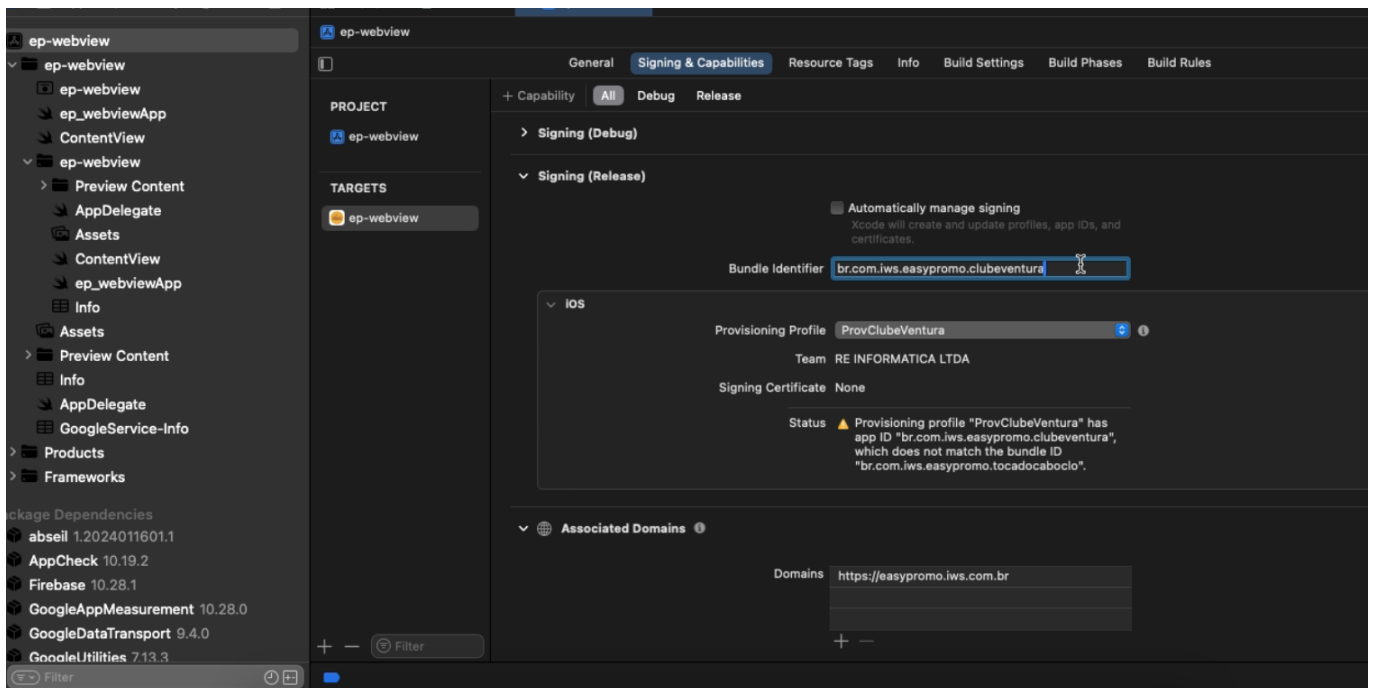 ep-webview
ep-webview
ep-webview
ep_webviewApp
ContentView
ep-webview
Preview Content
AppDelegate
Assets
ContentView
ep_webviewApp
Info
Assets
Preview Content
Info
AppDelegate
GoogleService-Info
Products
Frameworks
ckage Dependencies
abseil 1.2024011601.1
AppCheck 10.19.2
Firebase 10.28.1
GoogleAppMeasurement 10.28.0
GoogleDataTransport 9.4.0
GoogleUtilities 7.13.3
Filter
ep-webview
General Signing & Capabilities Resource Tags Info Build Settings Build Phases Build Rules
PROJECT
ep-webview
TARGETS
ep-webview
Filter
+ Capability All Debug Release
Signing (Debug)
Signing (Release)
Automatically manage signing
Xcode will create and update profiles, app IDs, and
certificates.
Bundle Identifier br.com.iws.easypromo.clubeventura
iOS
Provisioning Profile ProvClubeVentura
Team RE INFORMATICA LTDA
Signing Certificate None
Status Provisioning profile "ProvClubeVentura" has
app ID "br.com.iws.easypromo.clubeventura",
which does not match the bundle ID
"br.com.iws.easypromo.tocadocaboclo".
Associated Domains
Domains https://easypromo.iws.com.br